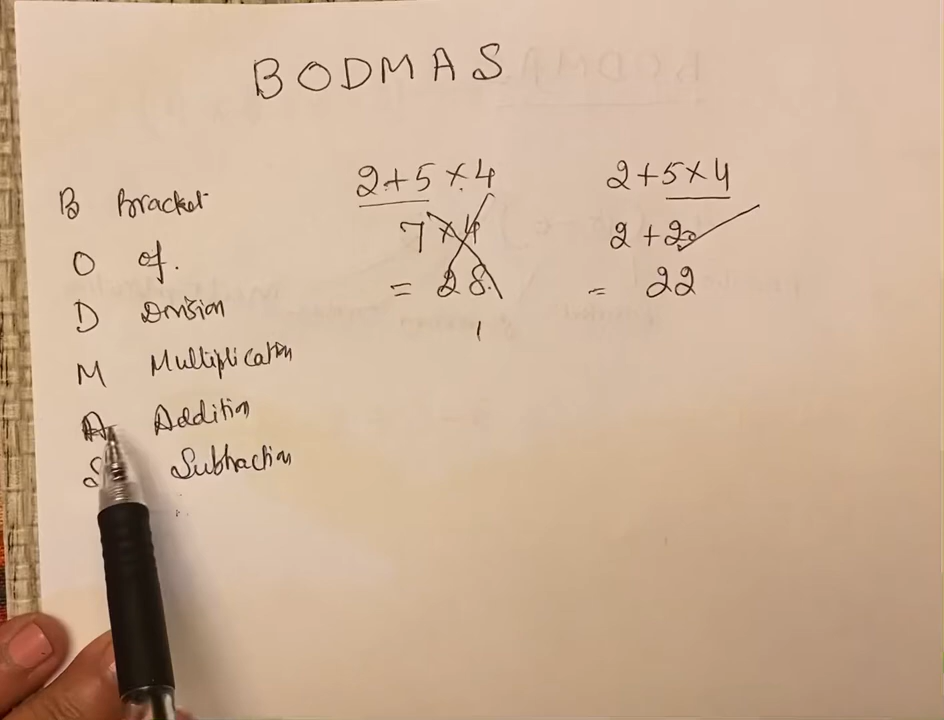 BODMAS
B Bracket
O of.
D Division
M Multiplication
A Addition
S Subtraction
2+5×4
7×4
= 28
2+5×4
2+20
= 22